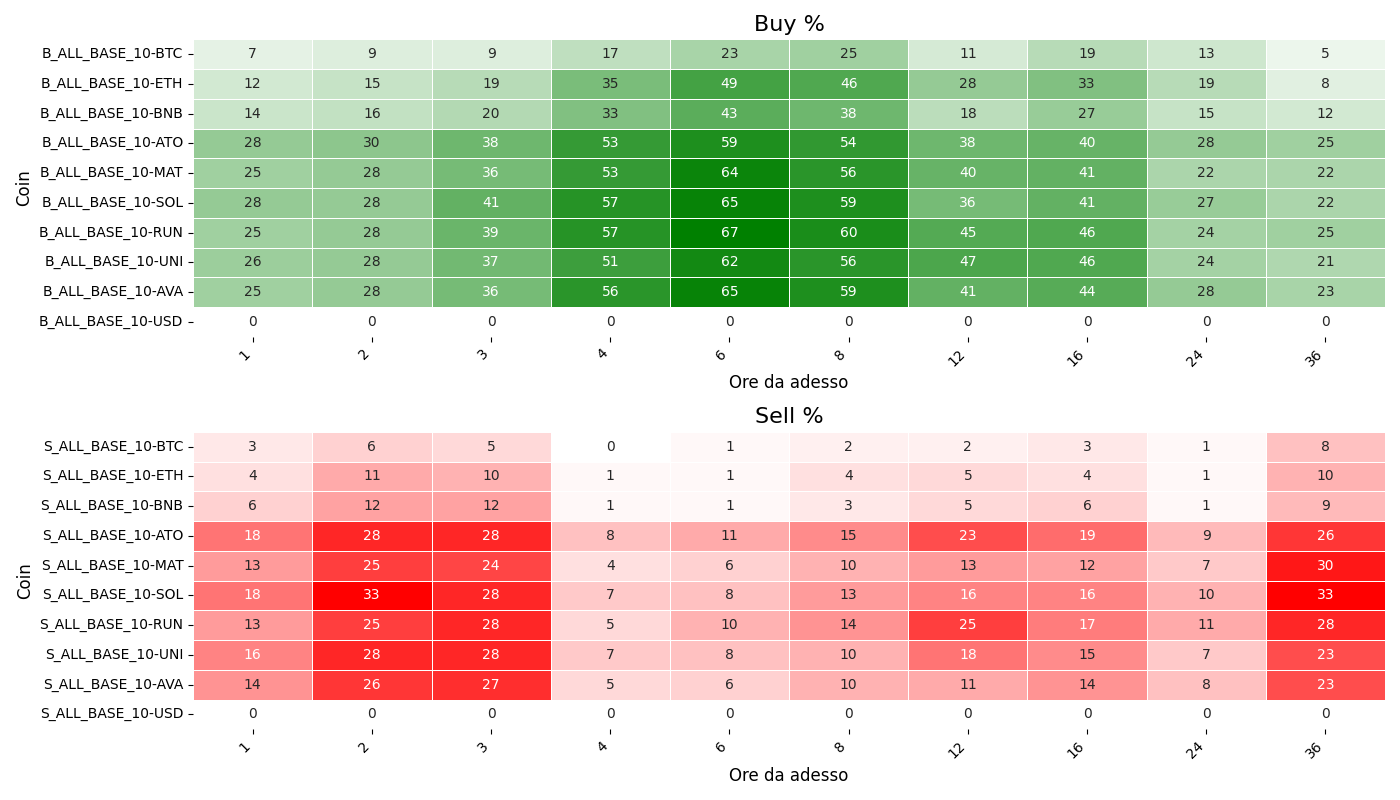 Buy %
Coin
B_ALL_BASE_10-BTC 7 9 9 17 23 25 11 19 13 5
B_ALL_BASE_10-ETH 12 15 19 35 49 46 28 33 19 8
B_ALL_BASE_10-BNB 14 16 20 33 43 38 18 27 15 12
B_ALL_BASE_10-ATO 28 30 38 53 59 54 38 40 28 25
B_ALL_BASE_10-MAT 25 28 36 53 64 56 40 41 22 22
B_ALL_BASE_10-SOL 28 28 41 57 65 59 36 41 27 22
B_ALL_BASE_10-RUN 25 28 39 57 67 60 45 46 24 25
B_ALL_BASE_10-UNI 26 28 37 51 62 56 47 46 24 21
B_ALL_BASE_10-AVA 25 28 36 56 65 59 41 44 28 23
B_ALL_BASE_10-USD 0 0 0 0 0 0 0 0 0 0
1 2 3 4 6 8 12 16 24 36
Ore da adesso
Sell %
Coin
S_ALL_BASE_10-BTC 3 6 5 0 1 2 2 3 1 8
S_ALL_BASE_10-ETH 4 11 10 1 1 4 5 4 1 10
S_ALL_BASE_10-BNB 6 12 12 1 1 3 5 6 1 9
S_ALL_BASE_10-ATO 18 28 28 8 11 15 23 19 9 26
S_ALL_BASE_10-MAT 13 25 24 4 6 10 13 12 7 30
S_ALL_BASE_10-SOL 18 33 28 7 8 13 16 16 10 33
S_ALL_BASE_10-RUN 13 25 28 5 10 14 25 17 11 28
S_ALL_BASE_10-UNI 16 28 28 7 8 10 18 15 7 23
S_ALL_BASE_10-AVA 14 26 27 5 6 10 11 14 8 23
S_ALL_BASE_10-USD 0 0 0 0 0 0 0 0 0 0
1 2 3 4 6 8 12 16 24 36
Ore da adesso